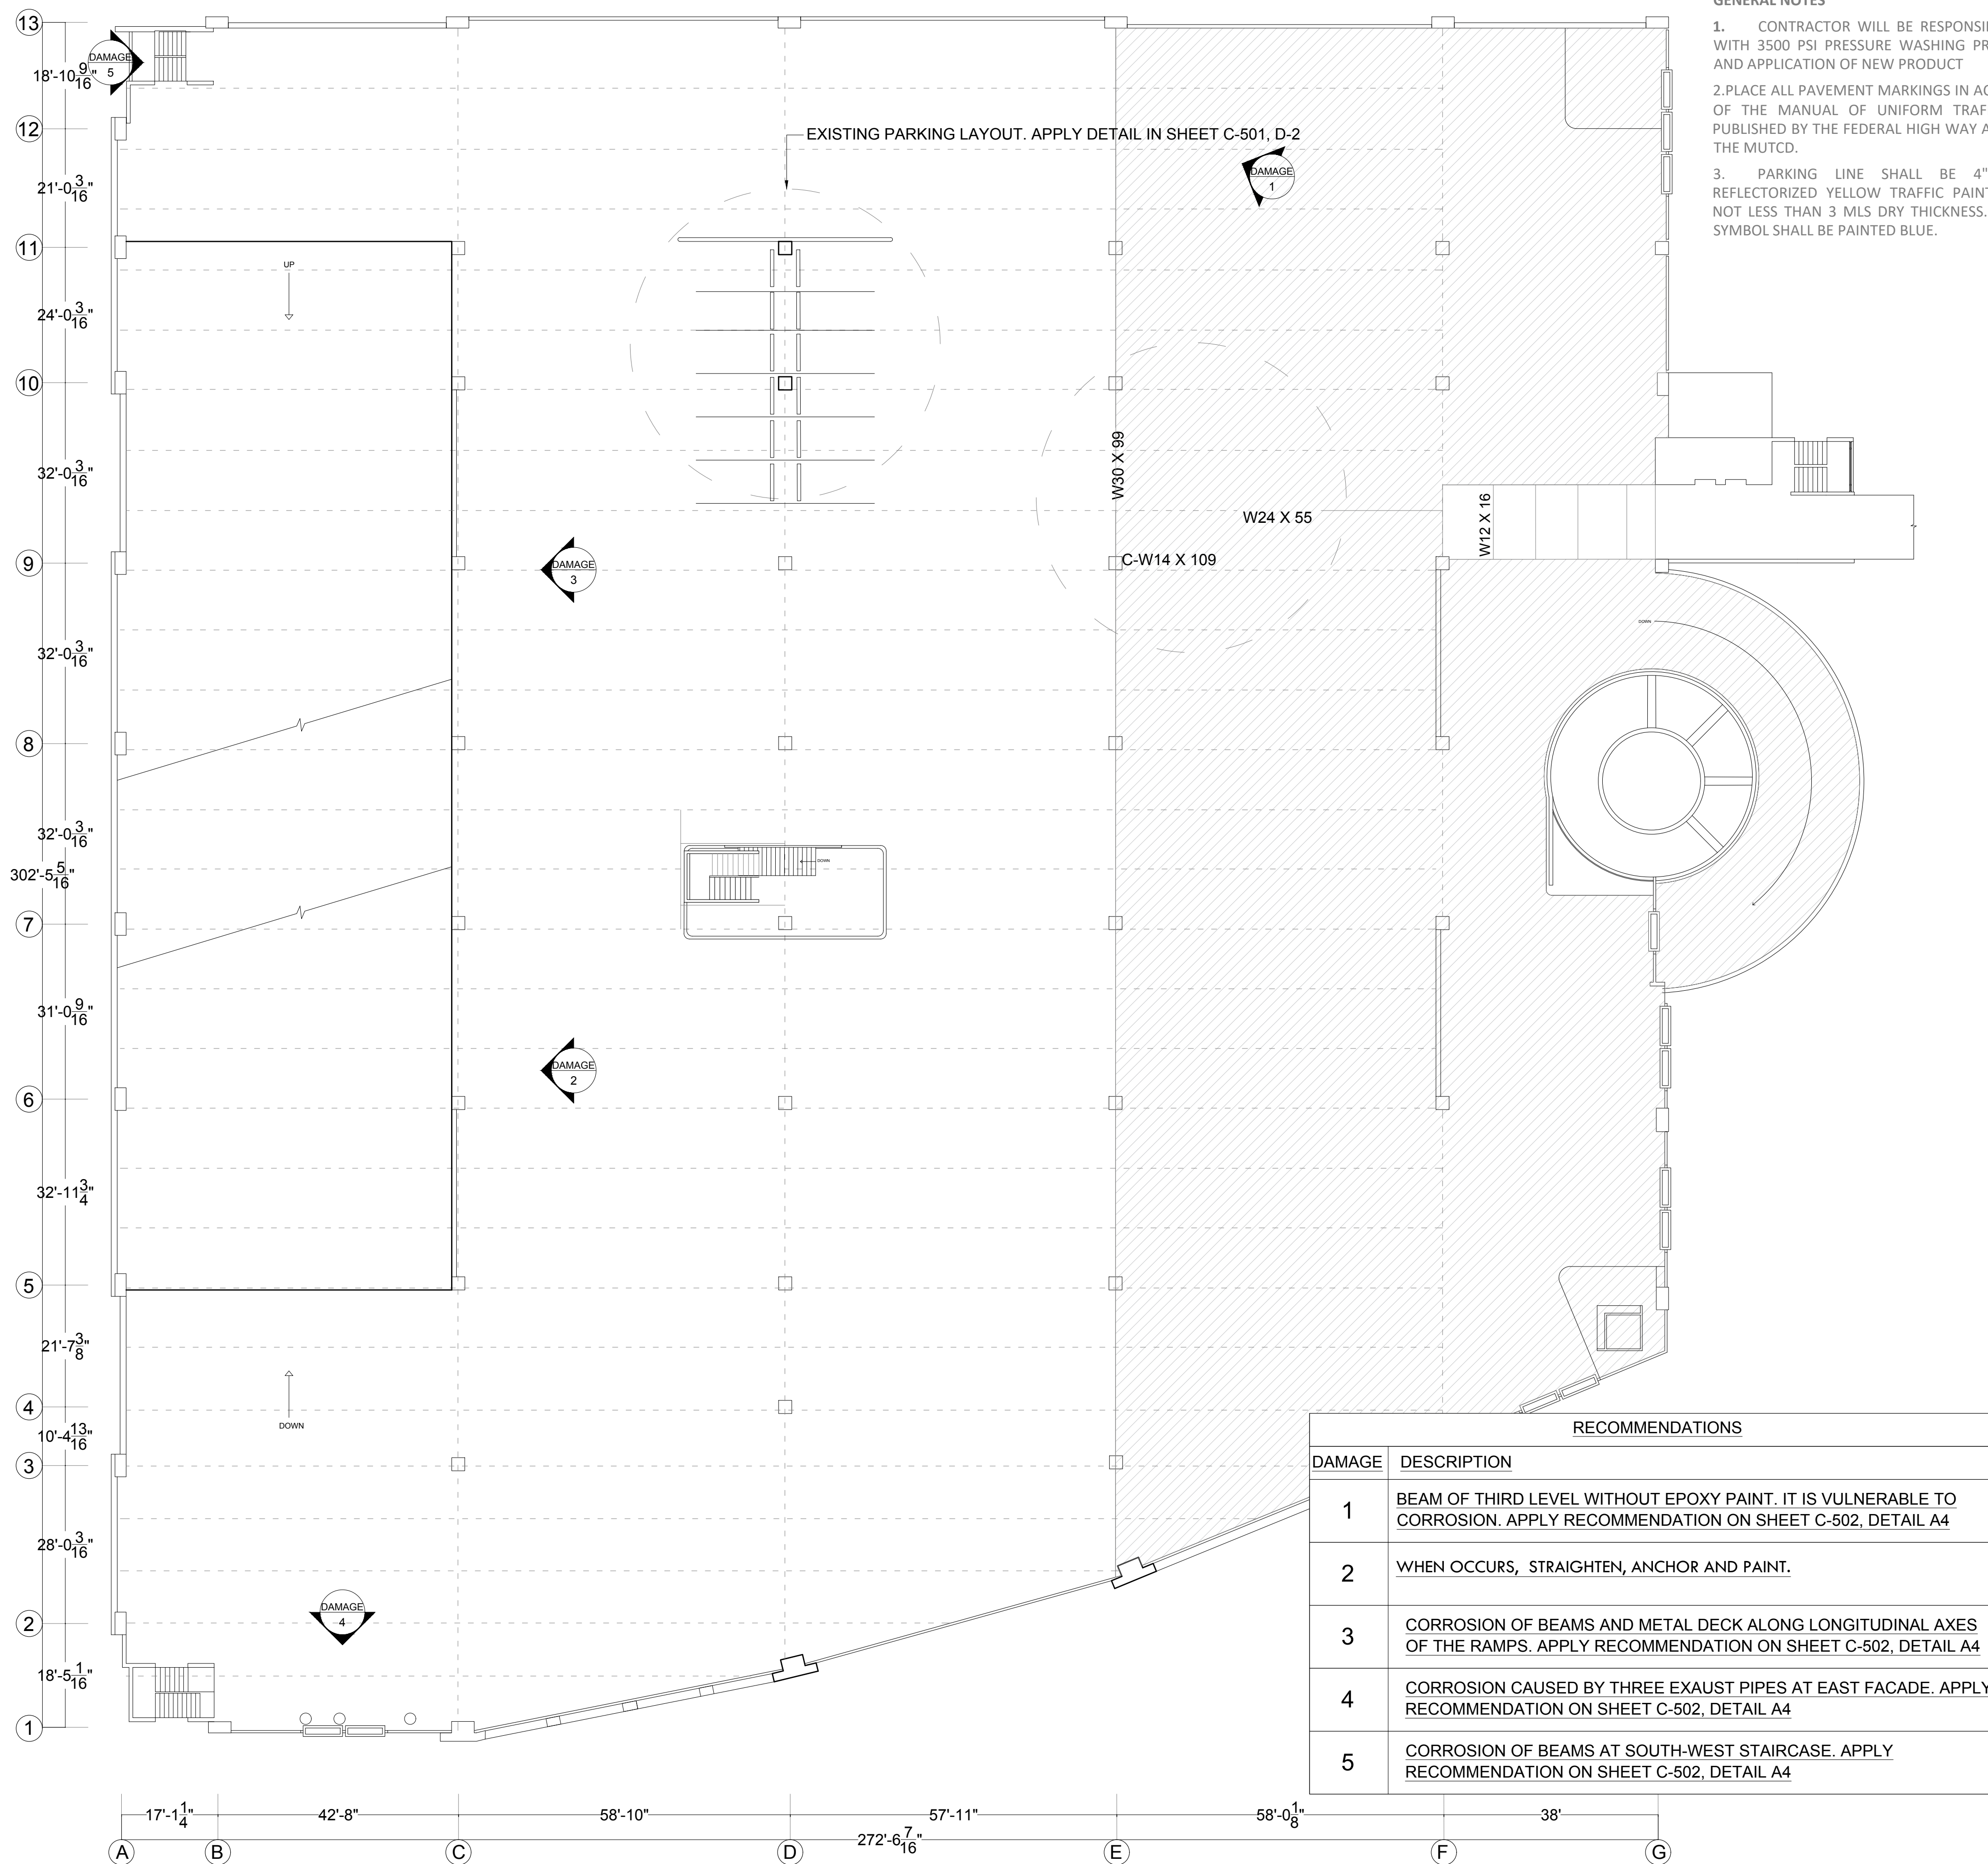 GENERAL NOTES
1. CONTRACTOR WILL BE RESPONSI
WITH 3500 PSI PRESSURE WASHING PR
AND APPLICATION OF NEW PRODUCT
2.PLACE ALL PAVEMENT MARKINGS IN AC
OF THE MANUAL OF UNIFORM TRAF
PUBLISHED BY THE FEDERAL HIGH WAY A
THE MUTCD.
3. PARKING LINE SHALL BE 4"
REFLECTORIZED YELLOW TRAFFIC PAINT
NOT LESS THAN 3 MLS DRY THICKNESS.
SYMBOL SHALL BE PAINTED BLUE.
13
DAMAGE
5
18'-10 9/16"
12
EXISTING PARKING LAYOUT. APPLY DETAIL IN SHEET C-501, D-2
DAMAGE
1
21'-0 3/16"
11
UP
24'-0 3/16"
10
W30 X 99
32'-0 3/16"
W24 X 55
W12 X 16
9
C-W14 X 109
DAMAGE
3
DOWN
32'-0 3/16"
8
32'-0 3/16"
DOWN
302'-5 5/16"
7
31'-0 9/16"
DAMAGE
2
6
32'-11 3/4"
5
21'-7 3/8"
4
DOWN
10'-4 13/16"
3
28'-0 3/16"
DAMAGE
4
2
18'-5 1/16"
1
RECOMMENDATIONS
DAMAGE DESCRIPTION
1 BEAM OF THIRD LEVEL WITHOUT EPOXY PAINT. IT IS VULNERABLE TO
CORROSION. APPLY RECOMMENDATION ON SHEET C-502, DETAIL A4
2 WHEN OCCURS, STRAIGHTEN, ANCHOR AND PAINT.
3 CORROSION OF BEAMS AND METAL DECK ALONG LONGITUDINAL AXES
OF THE RAMPS. APPLY RECOMMENDATION ON SHEET C-502, DETAIL A4
4 CORROSION CAUSED BY THREE EXAUST PIPES AT EAST FACADE. APPLY
RECOMMENDATION ON SHEET C-502, DETAIL A4
5 CORROSION OF BEAMS AT SOUTH-WEST STAIRCASE. APPLY
RECOMMENDATION ON SHEET C-502, DETAIL A4
17'-1 1/4" 42'-8" 58'-10" 57'-11" 58'-0 1/8" 38'
272'-6 7/16"
A B C D E F G